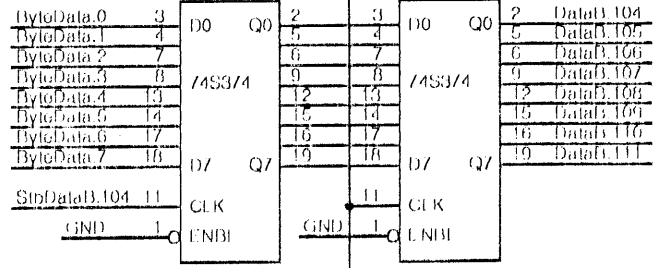 ByteData.0 3 D0 Q0 2 3 D0 Q0 2 DataB.104
ByteData.1 4 5 4 5 DataB.105
ByteData.2 7 6 7 6 DataB.106
ByteData.3 8 74S374 9 8 74S374 9 DataB.107
ByteData.4 13 12 13 12 DataB.108
ByteData.5 14 15 14 15 DataB.109
ByteData.6 17 16 17 16 DataB.110
ByteData.7 18 D7 Q7 19 18 D7 Q7 19 DataB.111
StbDataB.104 11 CLK 11 CLK
GND 1 ENBL GND 1 ENBL